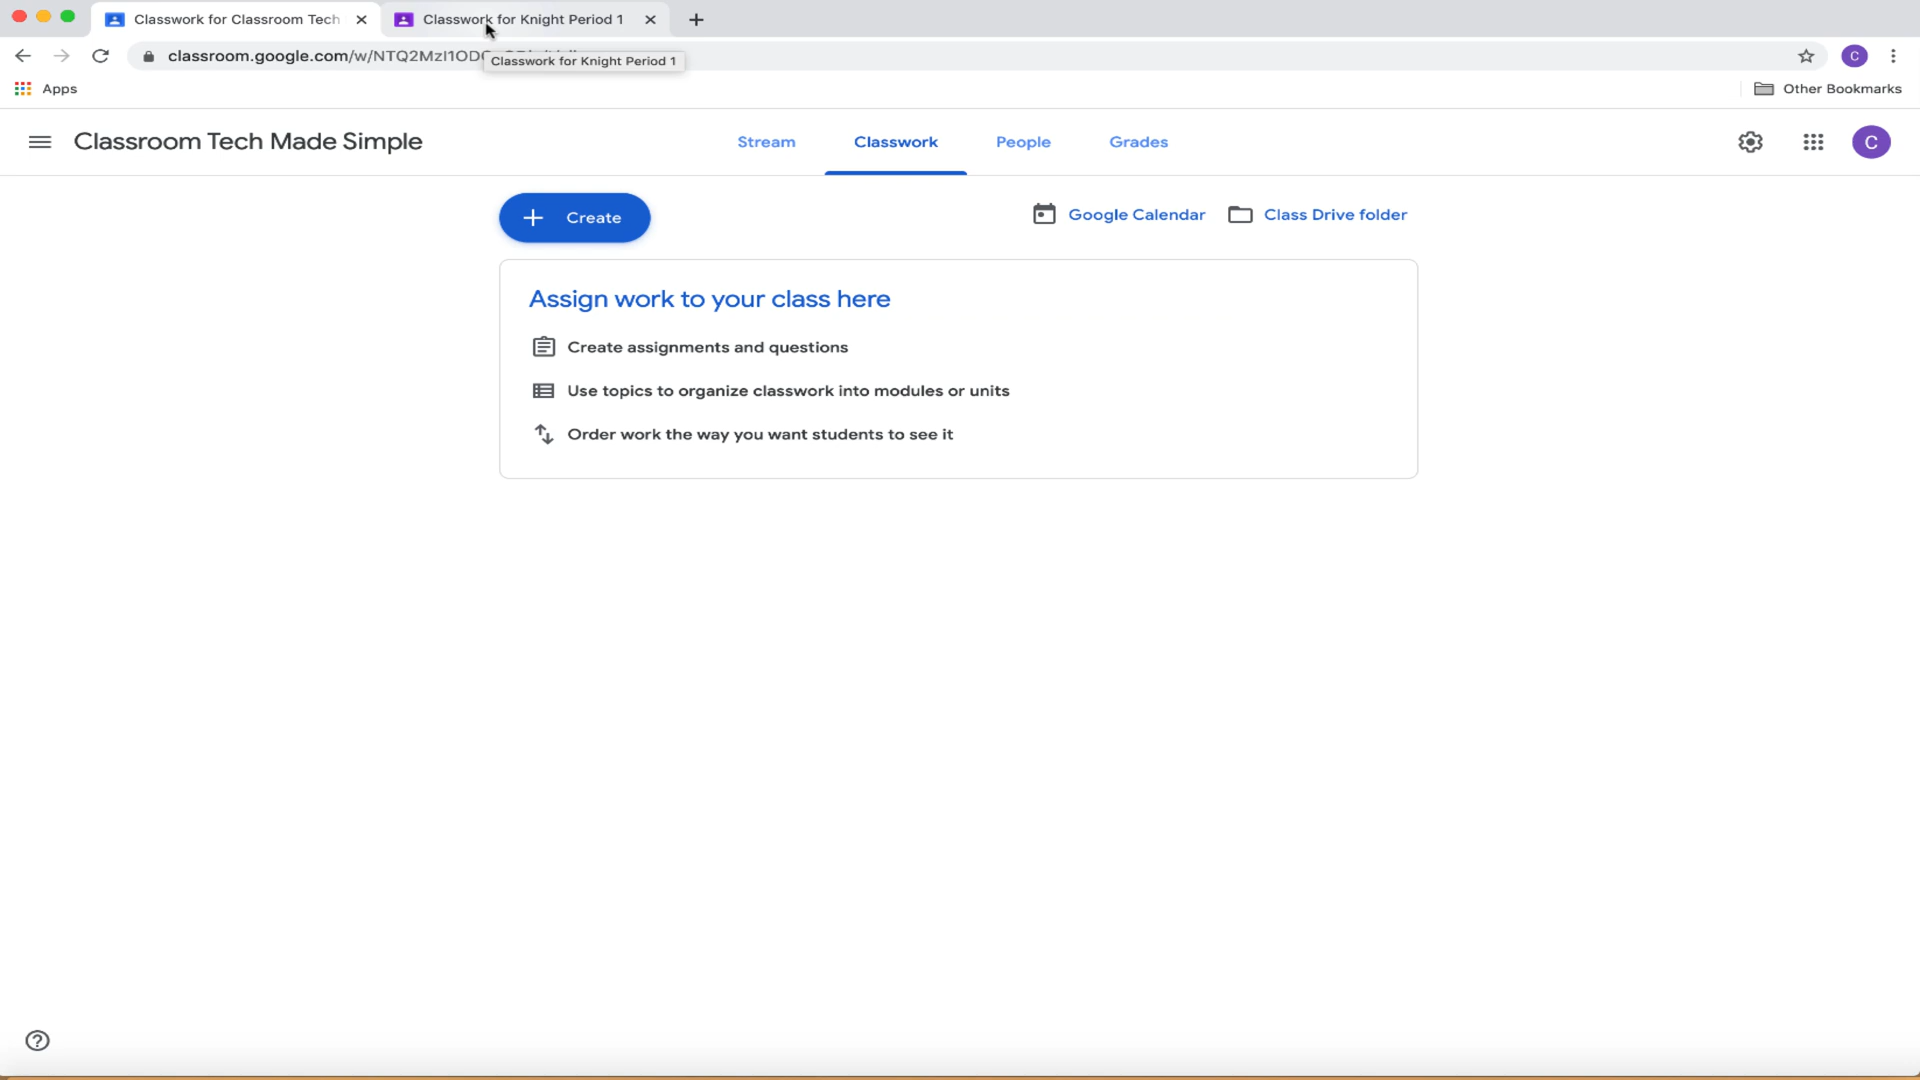 Classwork for Classroom Tech
Classwork for Knight Period 1
classroom.google.com/w/NTQ2MzI1OD
Classwork for Knight Period 1
C
Apps
Other Bookmarks
Classroom Tech Made Simple
Stream
Classwork
People
Grades
C
Create
Google Calendar
Class Drive folder
Assign work to your class here
Create assignments and questions
Use topics to organize classwork into modules or units
Order work the way you want students to see it